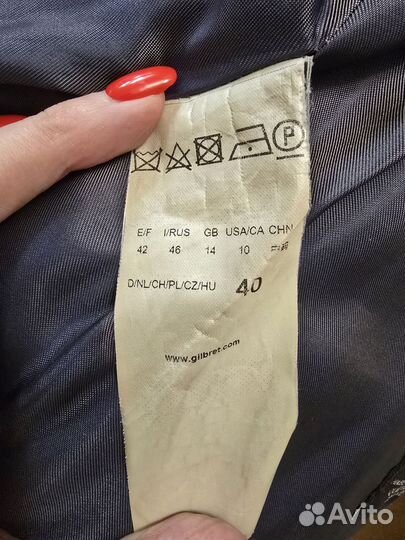 P
E/F I/RUS GB USA/CA CHN
42 46 14 10
D/NL/CH/PL/CZ/HU 40
www.gilbret.com
Avito